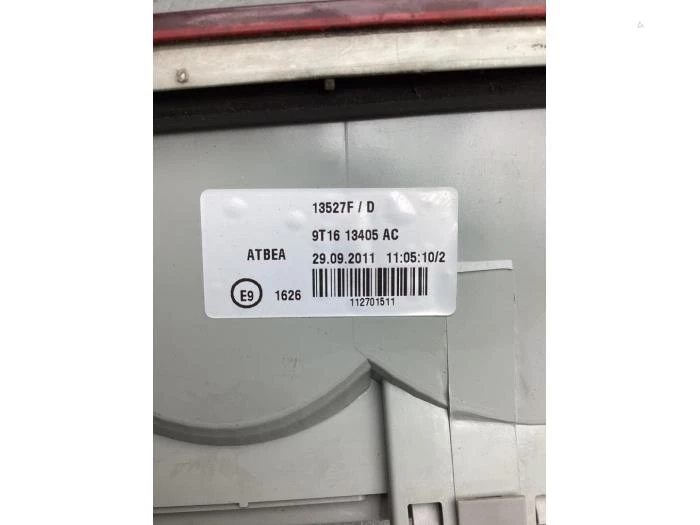 13527F / D
9T16 13405 AC
ATBEA 29.09.2011 11:05:10/2
E9 1626
112701511